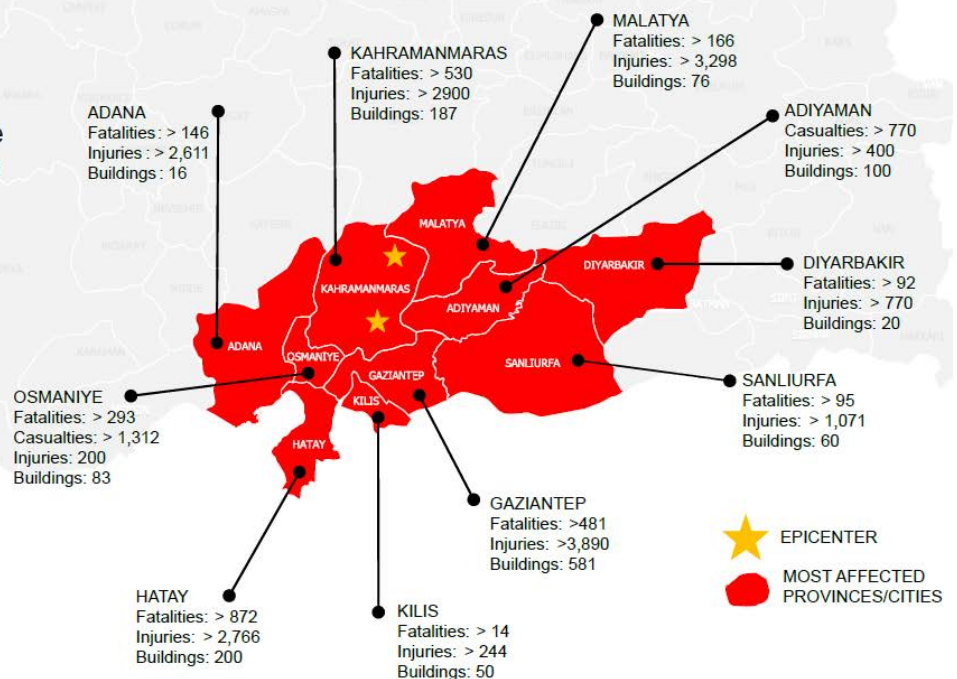 MALATYA
Fatalities: > 166
Injuries: > 3,298
Buildings: 76
KAHRAMANMARAS
Fatalities: > 530
Injuries: > 2900
Buildings: 187
ADANA
Fatalities: > 146
Injuries : > 2,611
Buildings : 16
ADIYAMAN
Casualties: > 770
Injuries: > 400
Buildings: 100
MALATYA
DIYARBAKIR
KAHRAMANMARAS
ADIYAMAN
ADANA
OSMANİYE
GAZIANTEP
SANLIURFA
KILIS
HATAY
DIYARBAKIR
Fatalities: > 92
Injuries: > 770
Buildings: 20
SANLIURFA
Fatalities: > 95
Injuries: > 1,071
Buildings: 60
OSMANIYE
Fatalities: > 293
Casualties: > 1,312
Injuries: 200
Buildings: 83
GAZIANTEP
Fatalities: >481
Injuries: >3,890
Buildings: 581
EPICENTER
MOST AFFECTED
PROVINCES/CITIES
HATAY
Fatalities: > 872
Injuries: > 2,766
Buildings: 200
KILIS
Fatalities: > 14
Injuries: > 244
Buildings: 50